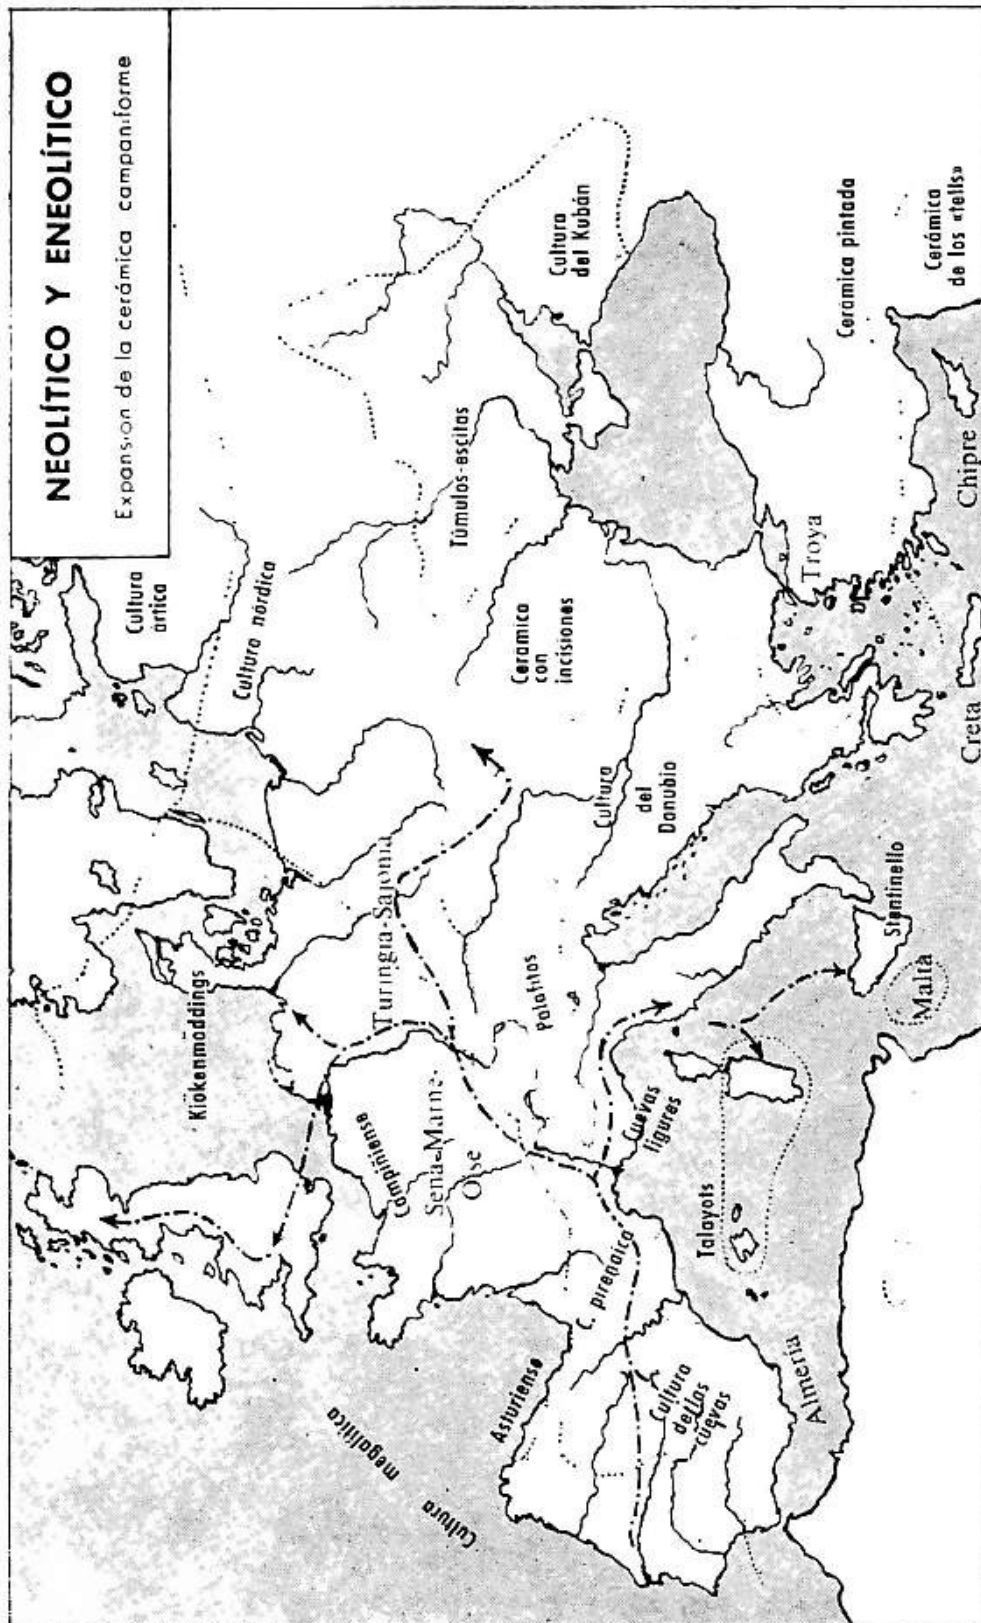 NEOLÍTICO Y ENEOLÍTICO
Expansión de la cerámica campaniforme
Cultura
ártica
Cultura nórdica
Kiökenmöddings
Túmulos-escitas
Cultura
del Kubán
Cerámica
con
incisiones
Turingia-Sajonia
Campiniense
Sena-Marne-
Oise
Palafitos
Cultura
del
Danubio
Cultura megalítica
Asturiense
C. pirenaica
Cuevas
ligures
Cultura
de las
cuevas
Almería
Talayots
Malta
Stentinello
Troya
Creta
Chipre
Cerámica pintada
Cerámica
de los «tells»